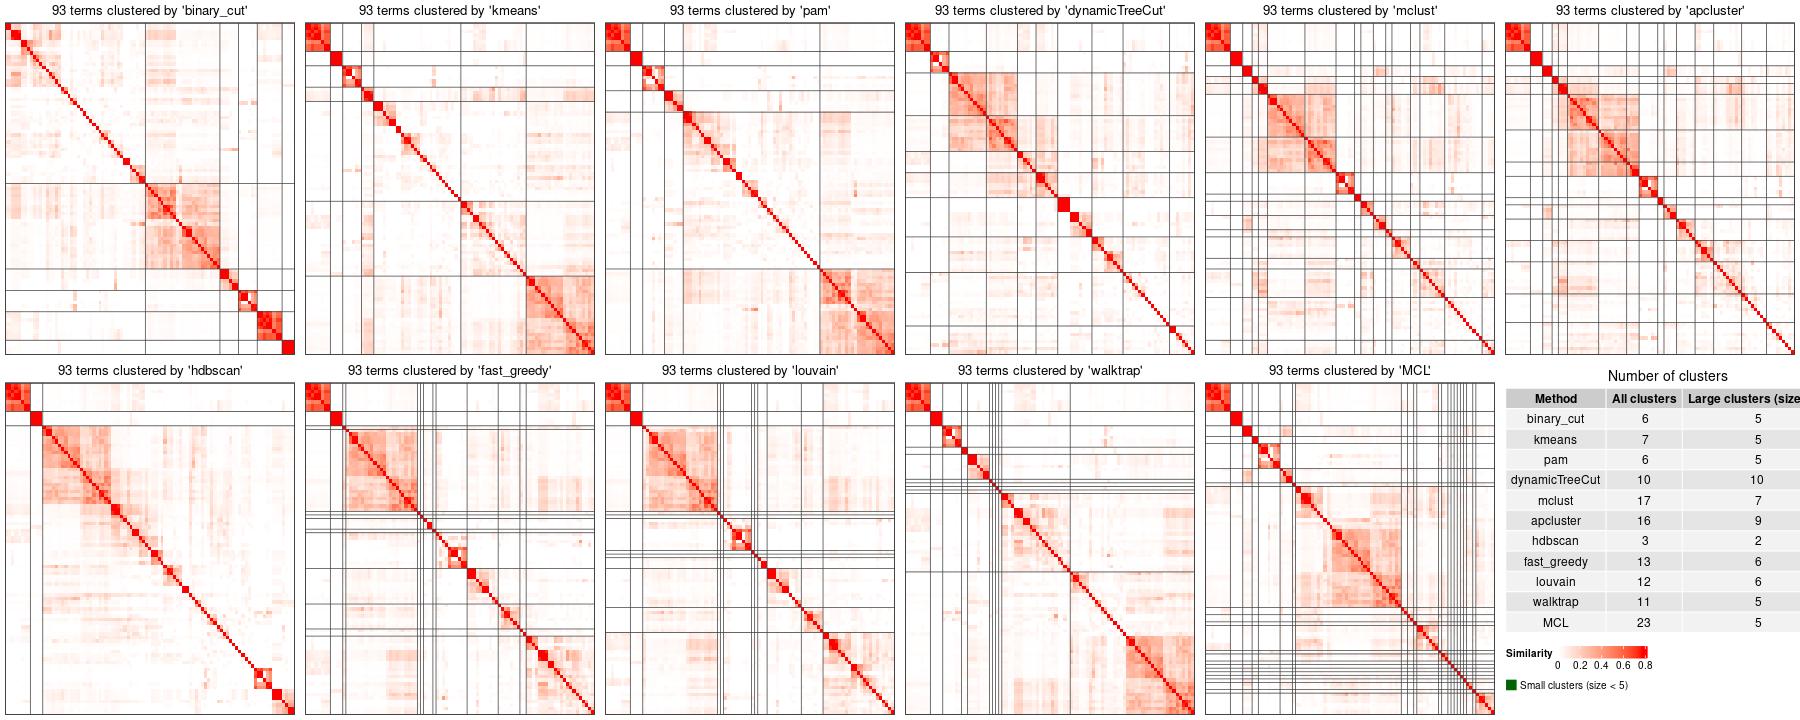 93 terms clustered by 'binary_cut'
93 terms clustered by 'kmeans'
93 terms clustered by 'pam'
93 terms clustered by 'dynamicTreeCut'
93 terms clustered by 'mclust'
93 terms clustered by 'apcluster'
93 terms clustered by 'hdbscan'
93 terms clustered by 'fast_greedy'
93 terms clustered by 'louvain'
93 terms clustered by 'walktrap'
93 terms clustered by 'MCL'
Number of clusters
Method All clusters Large clusters (size
binary_cut 6 5
kmeans 7 5
pam 6 5
dynamicTreeCut 10 10
mclust 17 7
apcluster 16 9
hdbscan 3 2
fast_greedy 13 6
louvain 12 6
walktrap 11 5
MCL 23 5
Similarity
0 0.2 0.4 0.6 0.8
Small clusters (size < 5)